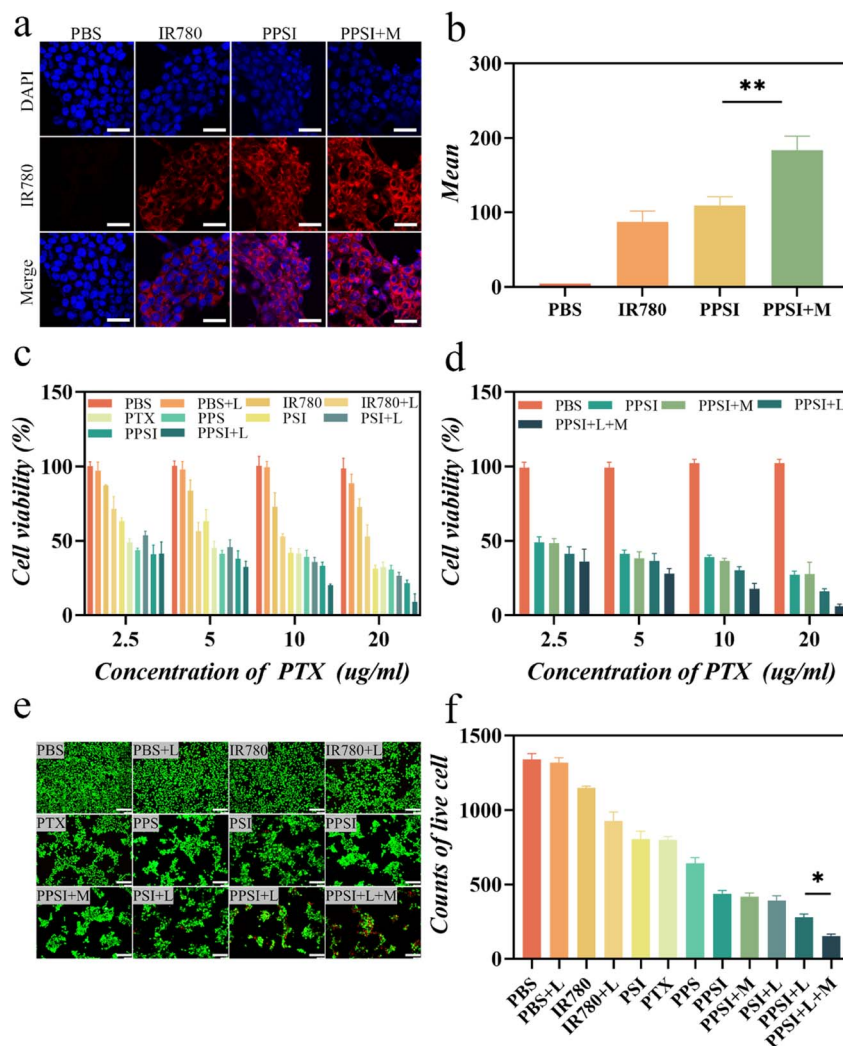 a
PBS IR780 PPSI PPSI+M
DAPI
IR780
Merge
b
Mean
300
200
100
0
**
PBS IR780 PPSI PPSI+M
c
Cell viability (%)
150
100
50
0
PBS PBS+L IR780 IR780+L
PTX PPS PSI PSI+L
PPSI PPSI+L
2.5 5 10 20
Concentration of PTX (ug/ml)
d
Cell viability (%)
150
100
50
0
PBS PPSI PPSI+M PPSI+L
PPSI+L+M
2.5 5 10 20
Concentration of PTX (ug/ml)
e
PBS PBS+L IR780 IR780+L
PTX PPS PSI PPSI
PPSI+M PSI+L PPSI+L PPSI+L+M
f
Counts of live cell
1500
1000
500
0
*
PBS PBS+L IR780 IR780+L PSI PTX PPS PPSI PPSI+M PSI+L PPSI+L PPSI+L+M